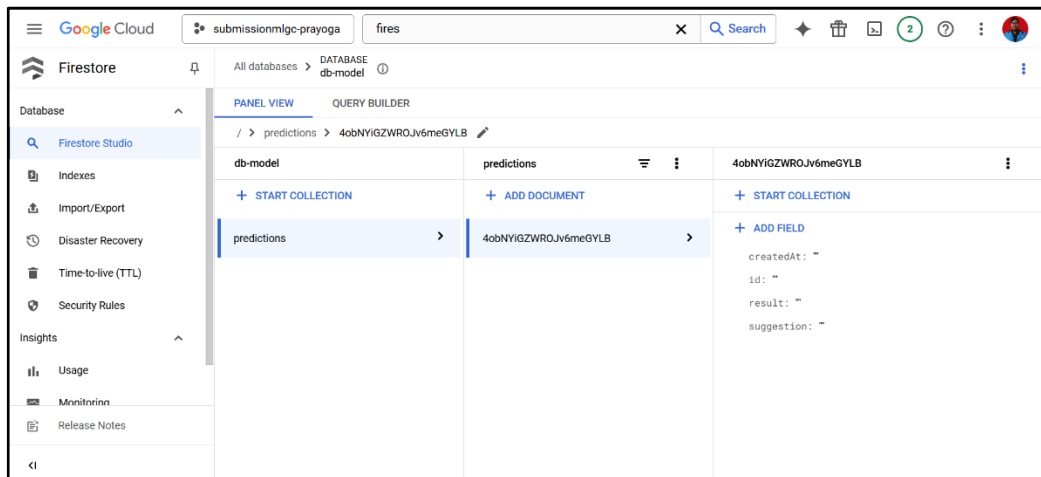 Google Cloud
submissionmlgc-prayoga
fires
Search
2
Firestore
All databases > DATABASE
db-model
Database
PANEL VIEW
QUERY BUILDER
/ > predictions > 4obNYiGZWROJv6meGYLB
Firestore Studio
Indexes
Import/Export
Disaster Recovery
Time-to-live (TTL)
Security Rules
Insights
Usage
Monitoring
Release Notes
db-model
+ START COLLECTION
predictions
predictions
+ ADD DOCUMENT
4obNYiGZWROJv6meGYLB
4obNYiGZWROJv6meGYLB
+ START COLLECTION
+ ADD FIELD
createdAt: ""
id: ""
result: ""
suggestion: ""